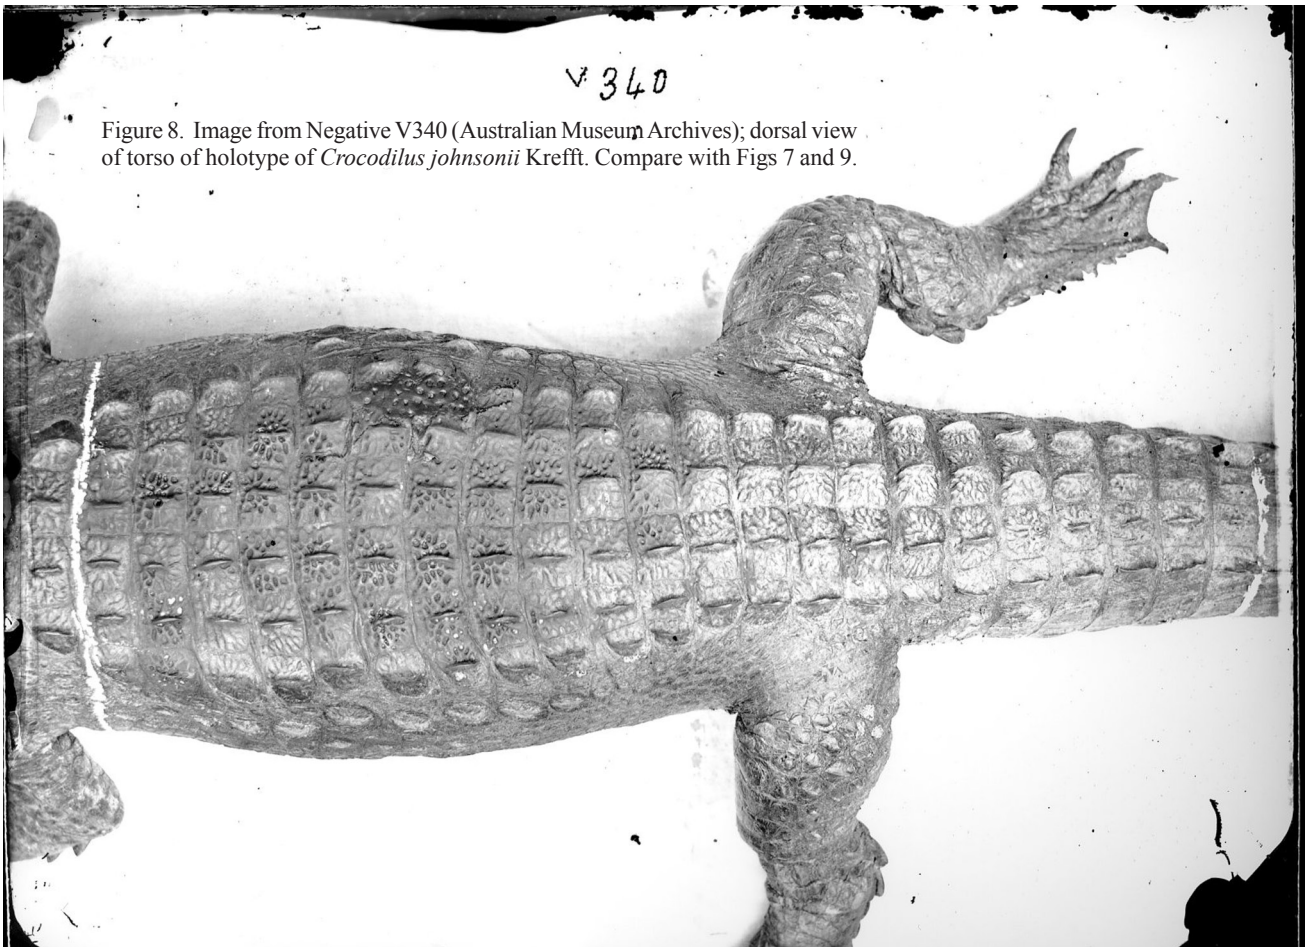 V 340
Figure 8. Image from Negative V340 (Australian Museum Archives); dorsal view
of torso of holotype of Crocodilus johnsonii Krefft. Compare with Figs 7 and 9.